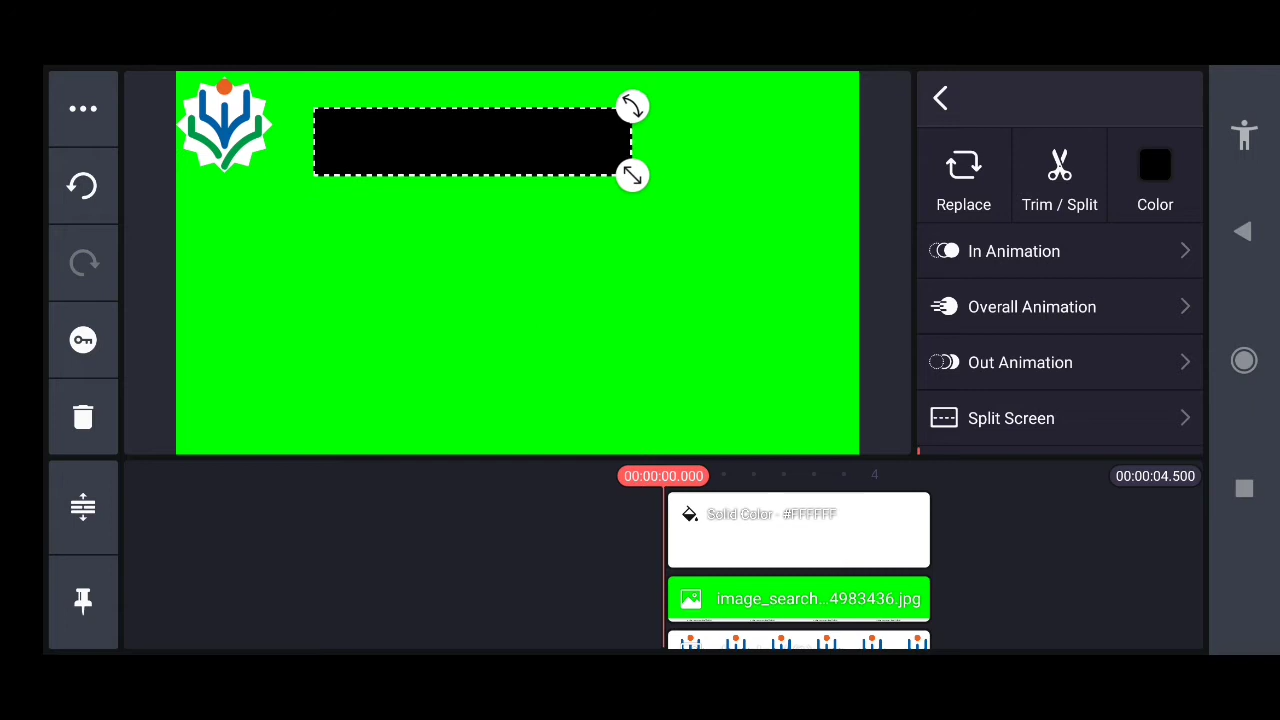 Replace
Trim / Split
Color
In Animation
Overall Animation
Out Animation
Split Screen
00:00:00.000
4
00:00:04.500
Solid Color - #FFFFFF
image_search...4983436.jpg